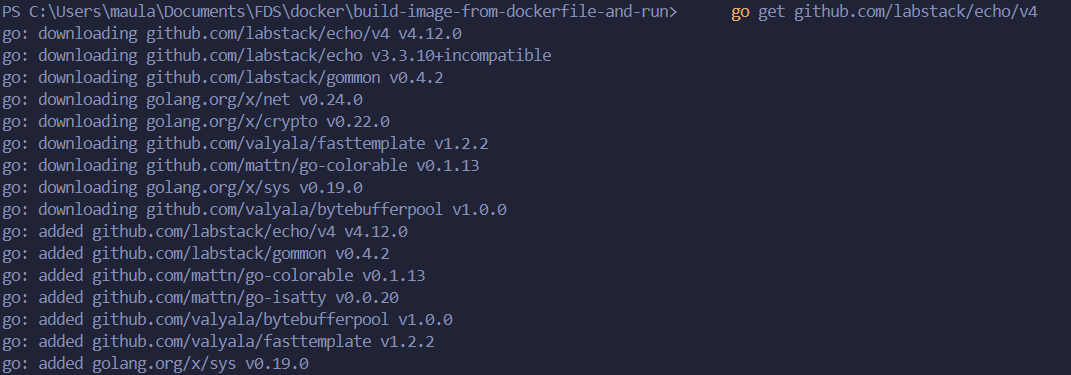 PS C:\Users\maula\Documents\FDS\docker\build-image-from-dockerfile-and-run>     go get github.com/labstack/echo/v4
go: downloading github.com/labstack/echo/v4 v4.12.0
go: downloading github.com/labstack/echo v3.3.10+incompatible
go: downloading github.com/labstack/gommon v0.4.2
go: downloading golang.org/x/net v0.24.0
go: downloading golang.org/x/crypto v0.22.0
go: downloading github.com/valyala/fasttemplate v1.2.2
go: downloading github.com/mattn/go-colorable v0.1.13
go: downloading golang.org/x/sys v0.19.0
go: downloading github.com/valyala/bytebufferpool v1.0.0
go: added github.com/labstack/echo/v4 v4.12.0
go: added github.com/labstack/gommon v0.4.2
go: added github.com/mattn/go-colorable v0.1.13
go: added github.com/mattn/go-isatty v0.0.20
go: added github.com/valyala/bytebufferpool v1.0.0
go: added github.com/valyala/fasttemplate v1.2.2
go: added golang.org/x/sys v0.19.0